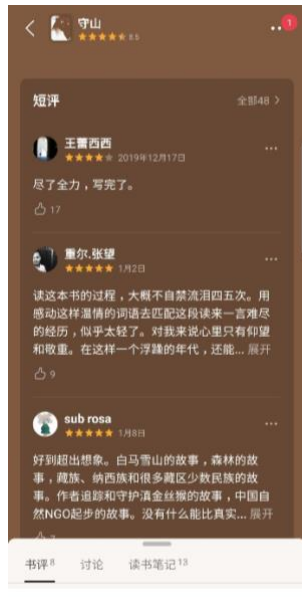 守山
8.5
1
短评
全部48
王蕾西西
2019年12月17日
尽了全力，写完了。
17
重尔.张望
1月2日
读这本书的过程，大概不自禁流泪四五次。用
感动这样温情的词语去匹配这段读来一言难尽
的经历，似乎太轻了。对我来说心里只有仰望
和敬重。在这样一个浮躁的年代，还能... 展开
9
sub rosa
1月8日
好到超出想象。白马雪山的故事，森林的故
事，藏族、纳西族和很多藏区少数民族的故
事。作者追踪和守护滇金丝猴的故事，中国自
然NGO起步的故事。没有什么能比真实... 展开
书评 8
讨论
读书笔记 13